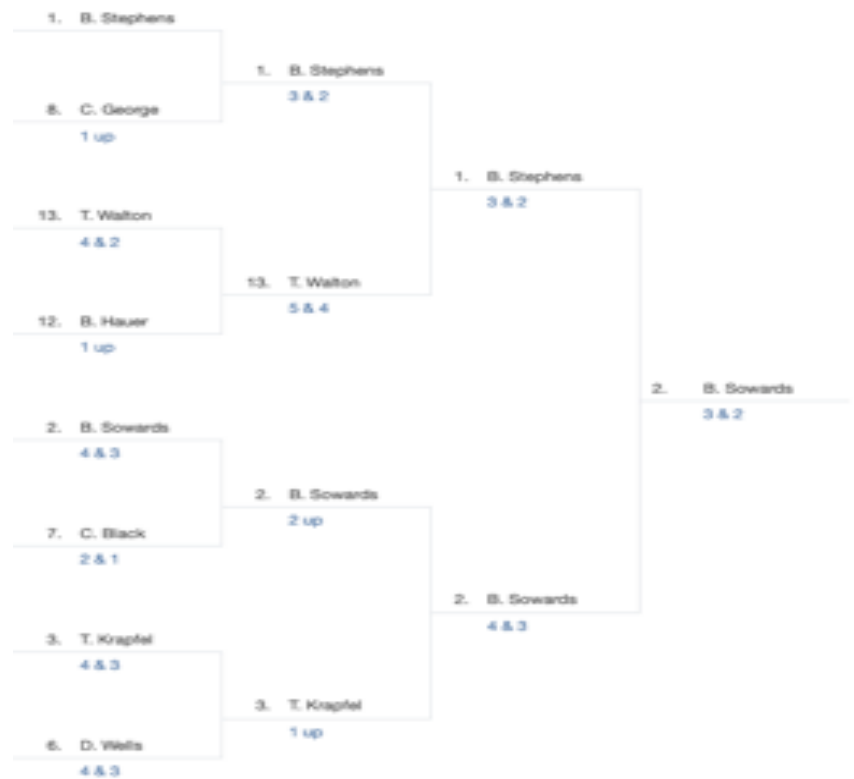 1. B. Stephens
1. B. Stephens
3 & 2
8. C. George
1 up
1. B. Stephens
3 & 2
13. T. Walton
4 & 2
13. T. Walton
5 & 4
12. B. Hauer
1 up
2. B. Sowards
3 & 2
2. B. Sowards
4 & 3
2. B. Sowards
2 up
7. C. Black
2 & 1
2. B. Sowards
4 & 3
3. T. Krapfel
4 & 3
3. T. Krapfel
1 up
6. D. Wells
4 & 3